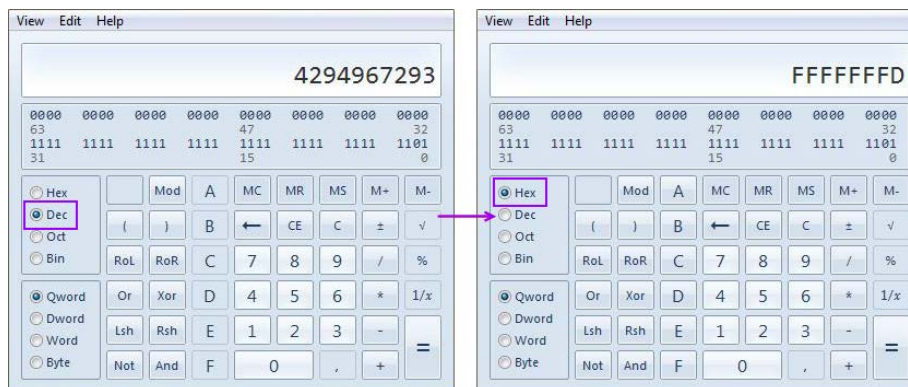 View Edit Help
4294967293
0000 0000 0000 0000 0000 0000 0000 0000
63 47 32
1111 1111 1111 1111 1111 1111 1111 1101
31 15 0
Hex Mod A MC MR MS M+ M-
Dec ( ) B ← CE C ± √
Oct
Bin RoL RoR C 7 8 9 / %
Qword Or Xor D 4 5 6 * 1/x
Dword
Word Lsh Rsh E 1 2 3 - =
Byte Not And F 0 , +
View Edit Help
FFFFFFFD
0000 0000 0000 0000 0000 0000 0000 0000
63 47 32
1111 1111 1111 1111 1111 1111 1111 1101
31 15 0
Hex Mod A MC MR MS M+ M-
Dec ( ) B ← CE C ± √
Oct
Bin RoL RoR C 7 8 9 / %
Qword Or Xor D 4 5 6 * 1/x
Dword
Word Lsh Rsh E 1 2 3 - =
Byte Not And F 0 , +